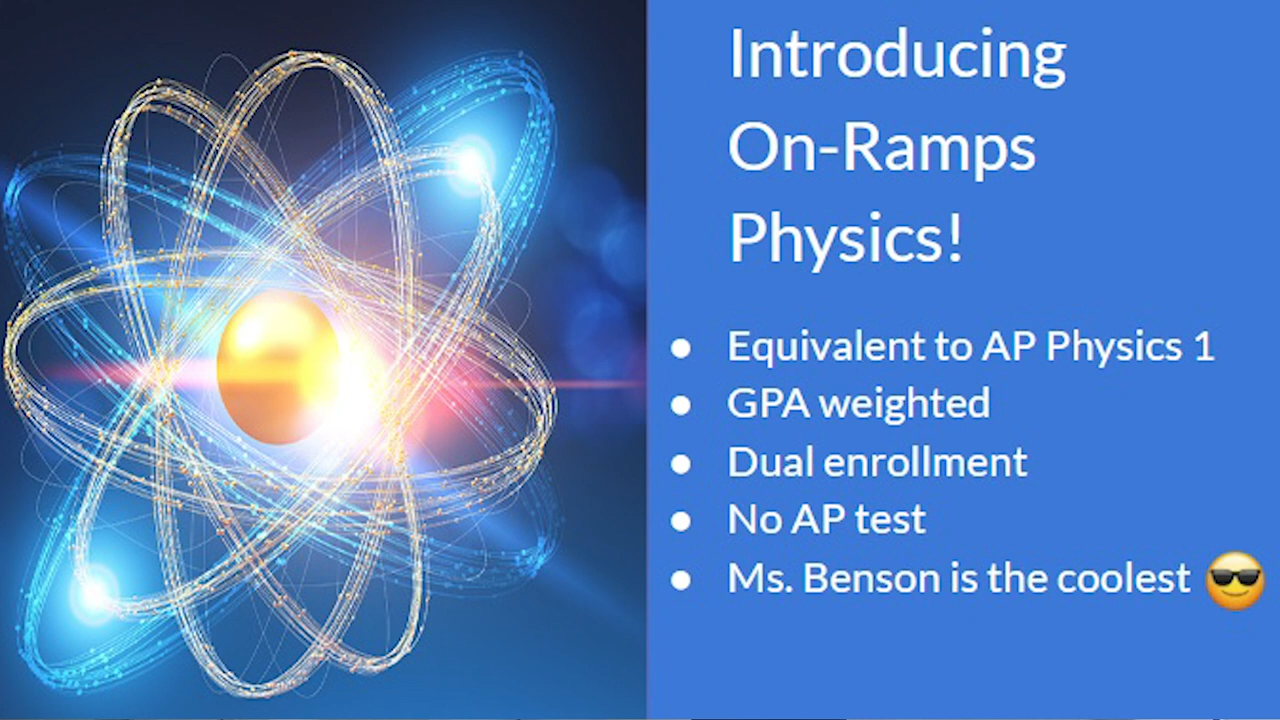 Introducing
On-Ramps
Physics!
● Equivalent to AP Physics 1
● GPA weighted
● Dual enrollment
● No AP test
● Ms. Benson is the coolest 😎